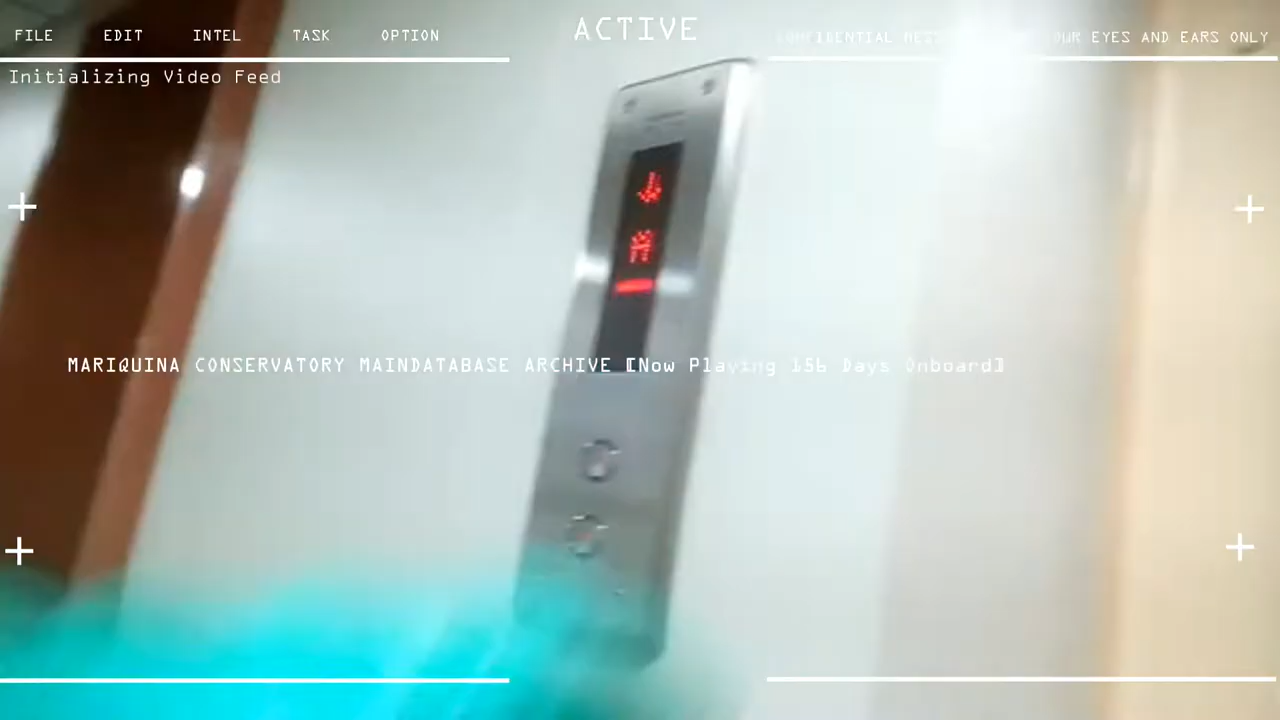 FILE EDIT INTEL TASK OPTION
ACTIVE
CONFIDENTIAL EYES AND EARS ONLY
Initializing Video Feed
MARIQUINA CONSERVATORY MAINDATABASE ARCHIVE [Now Playing 156 Days Onboard]